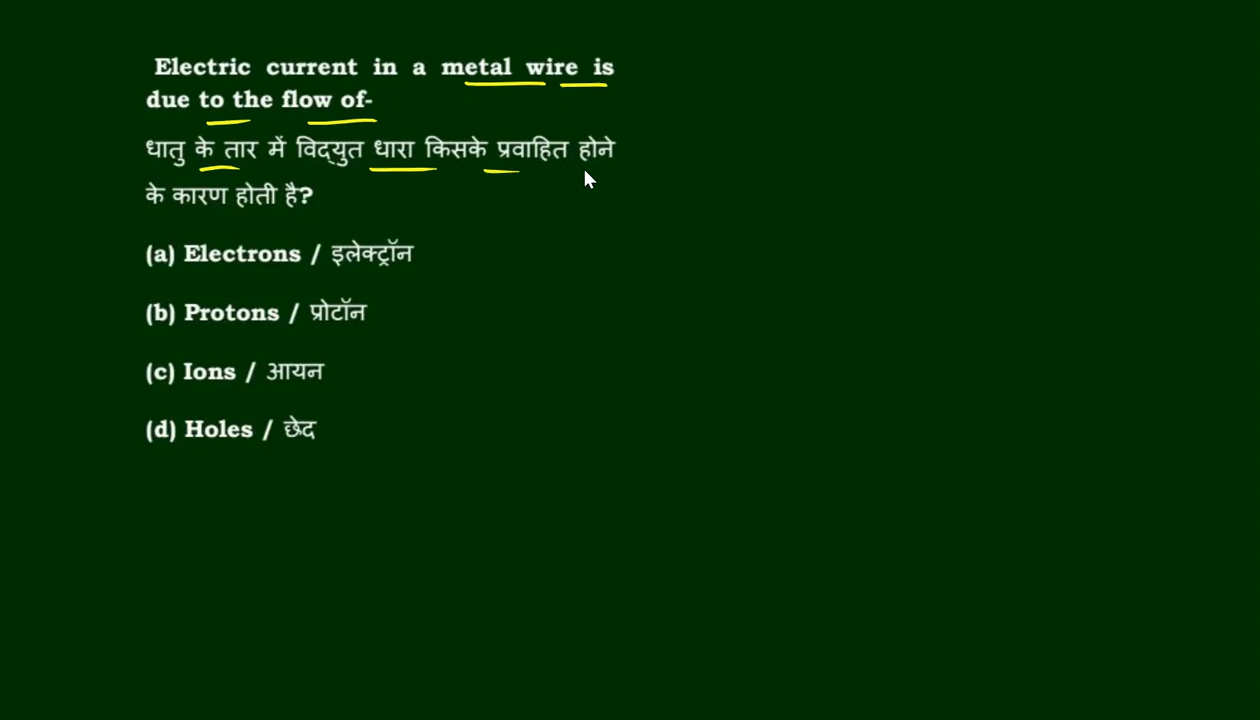 Electric current in a metal wire is
due to the flow of-
धातु के तार में विद्युत धारा किसके प्रवाहित होने
के कारण होती है?
(a) Electrons / इलेक्ट्रॉन
(b) Protons / प्रोटॉन
(c) Ions / आयन
(d) Holes / छेद